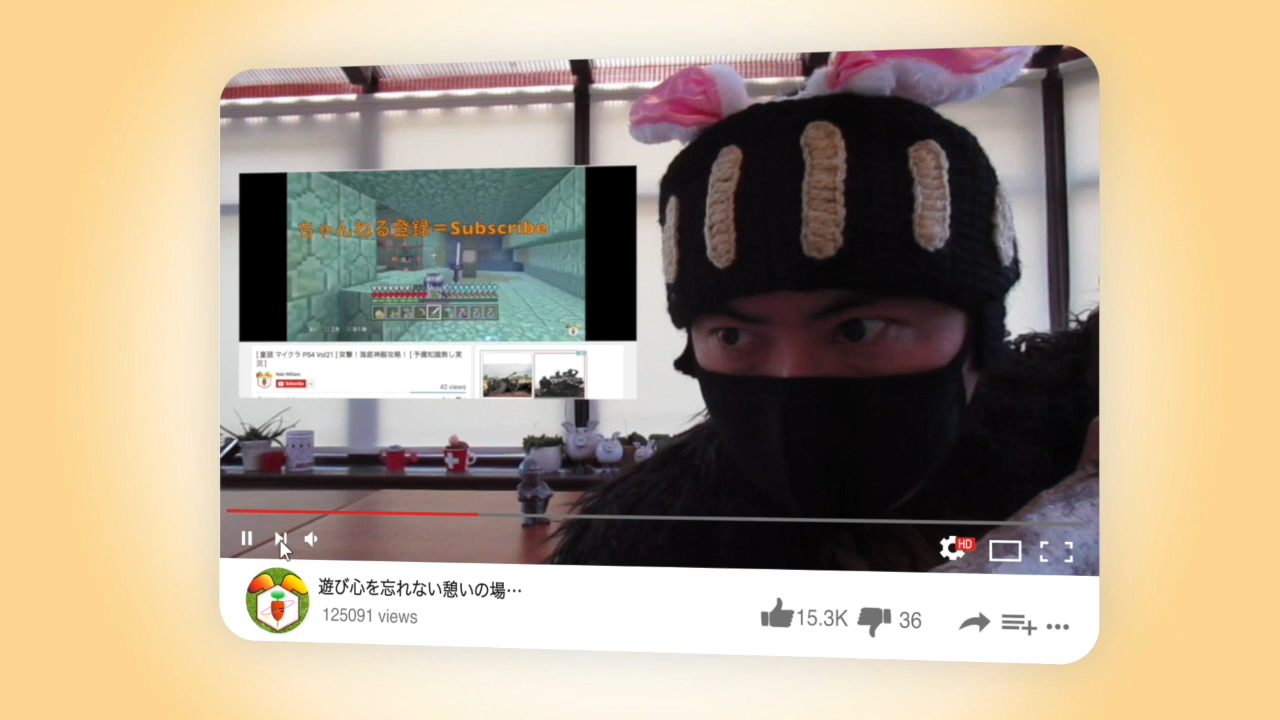 ちゃんねる登録＝Subscribe
[ 童頭 マイクラ PS4 Vol21 ] 突撃！海底神殿攻略！ [ 予備知識無し実
況 ]
Subscribe
42 views
HD
遊び心を忘れない憩いの場…
125091 views
15.3K
36